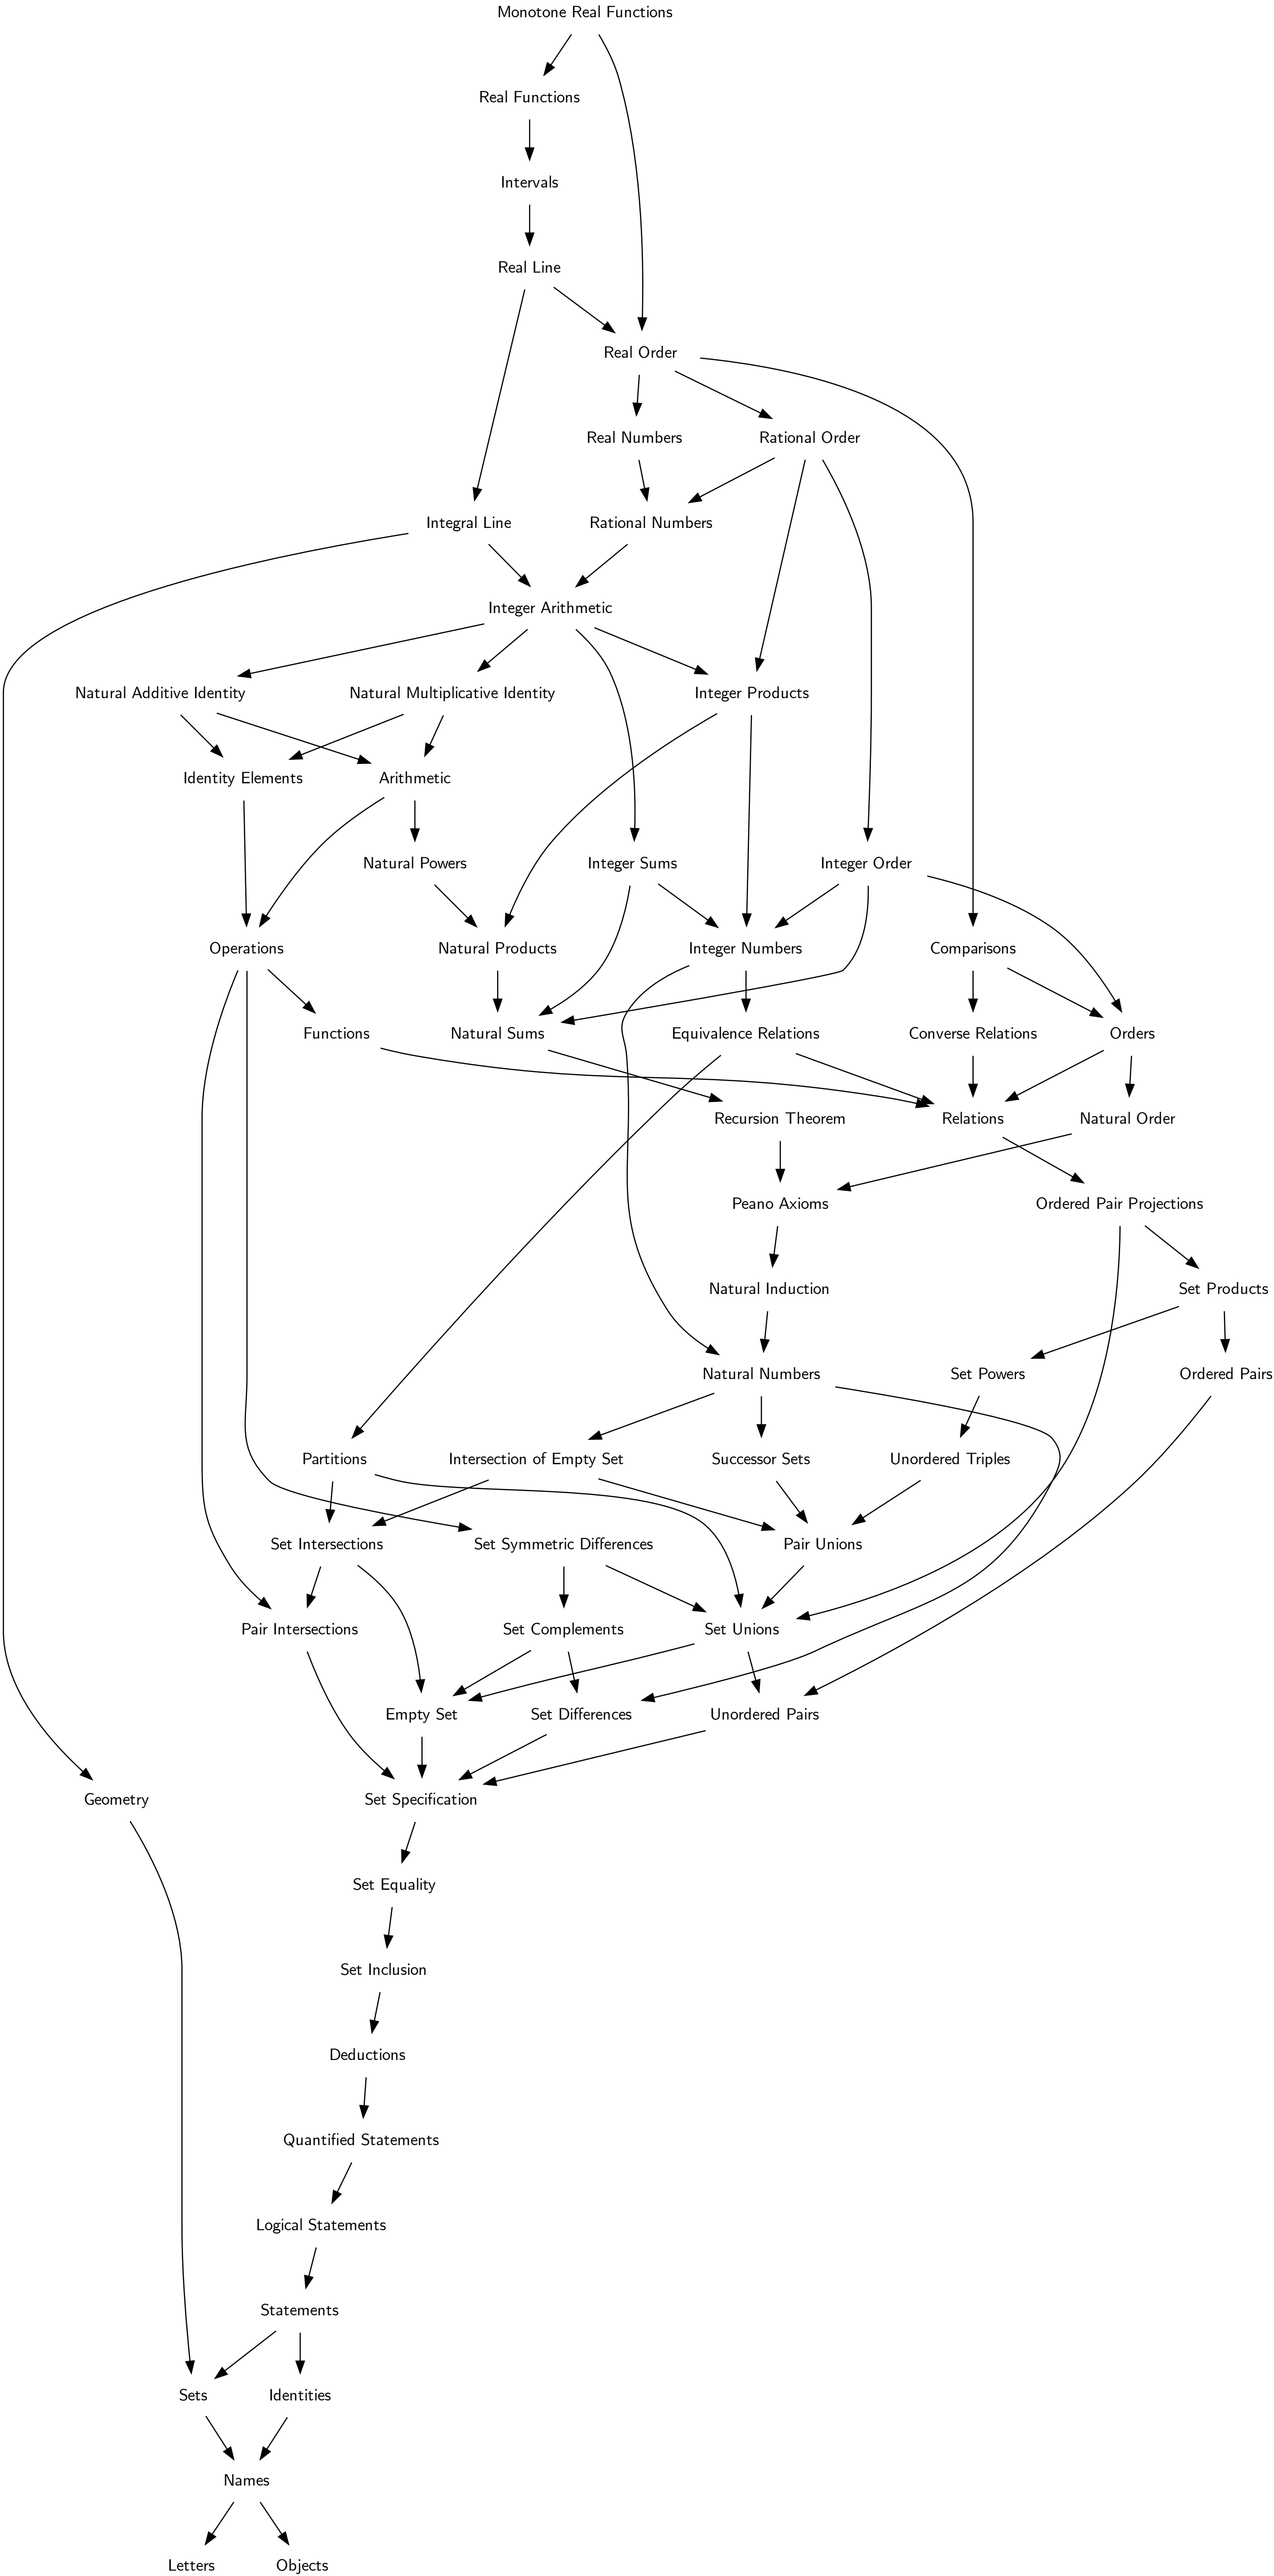 Monotone Real Functions
Real Functions
Intervals
Real Line
Real Order
Real Numbers
Rational Order
Integral Line
Rational Numbers
Integer Arithmetic
Natural Additive Identity
Natural Multiplicative Identity
Integer Products
Identity Elements
Arithmetic
Natural Powers
Integer Sums
Integer Order
Operations
Natural Products
Integer Numbers
Comparisons
Functions
Natural Sums
Equivalence Relations
Converse Relations
Orders
Recursion Theorem
Relations
Natural Order
Peano Axioms
Ordered Pair Projections
Natural Induction
Set Products
Natural Numbers
Set Powers
Ordered Pairs
Partitions
Intersection of Empty Set
Successor Sets
Unordered Triples
Set Intersections
Set Symmetric Differences
Pair Unions
Pair Intersections
Set Complements
Set Unions
Empty Set
Set Differences
Unordered Pairs
Geometry
Set Specification
Set Equality
Set Inclusion
Deductions
Quantified Statements
Logical Statements
Statements
Sets
Identities
Names
Letters
Objects